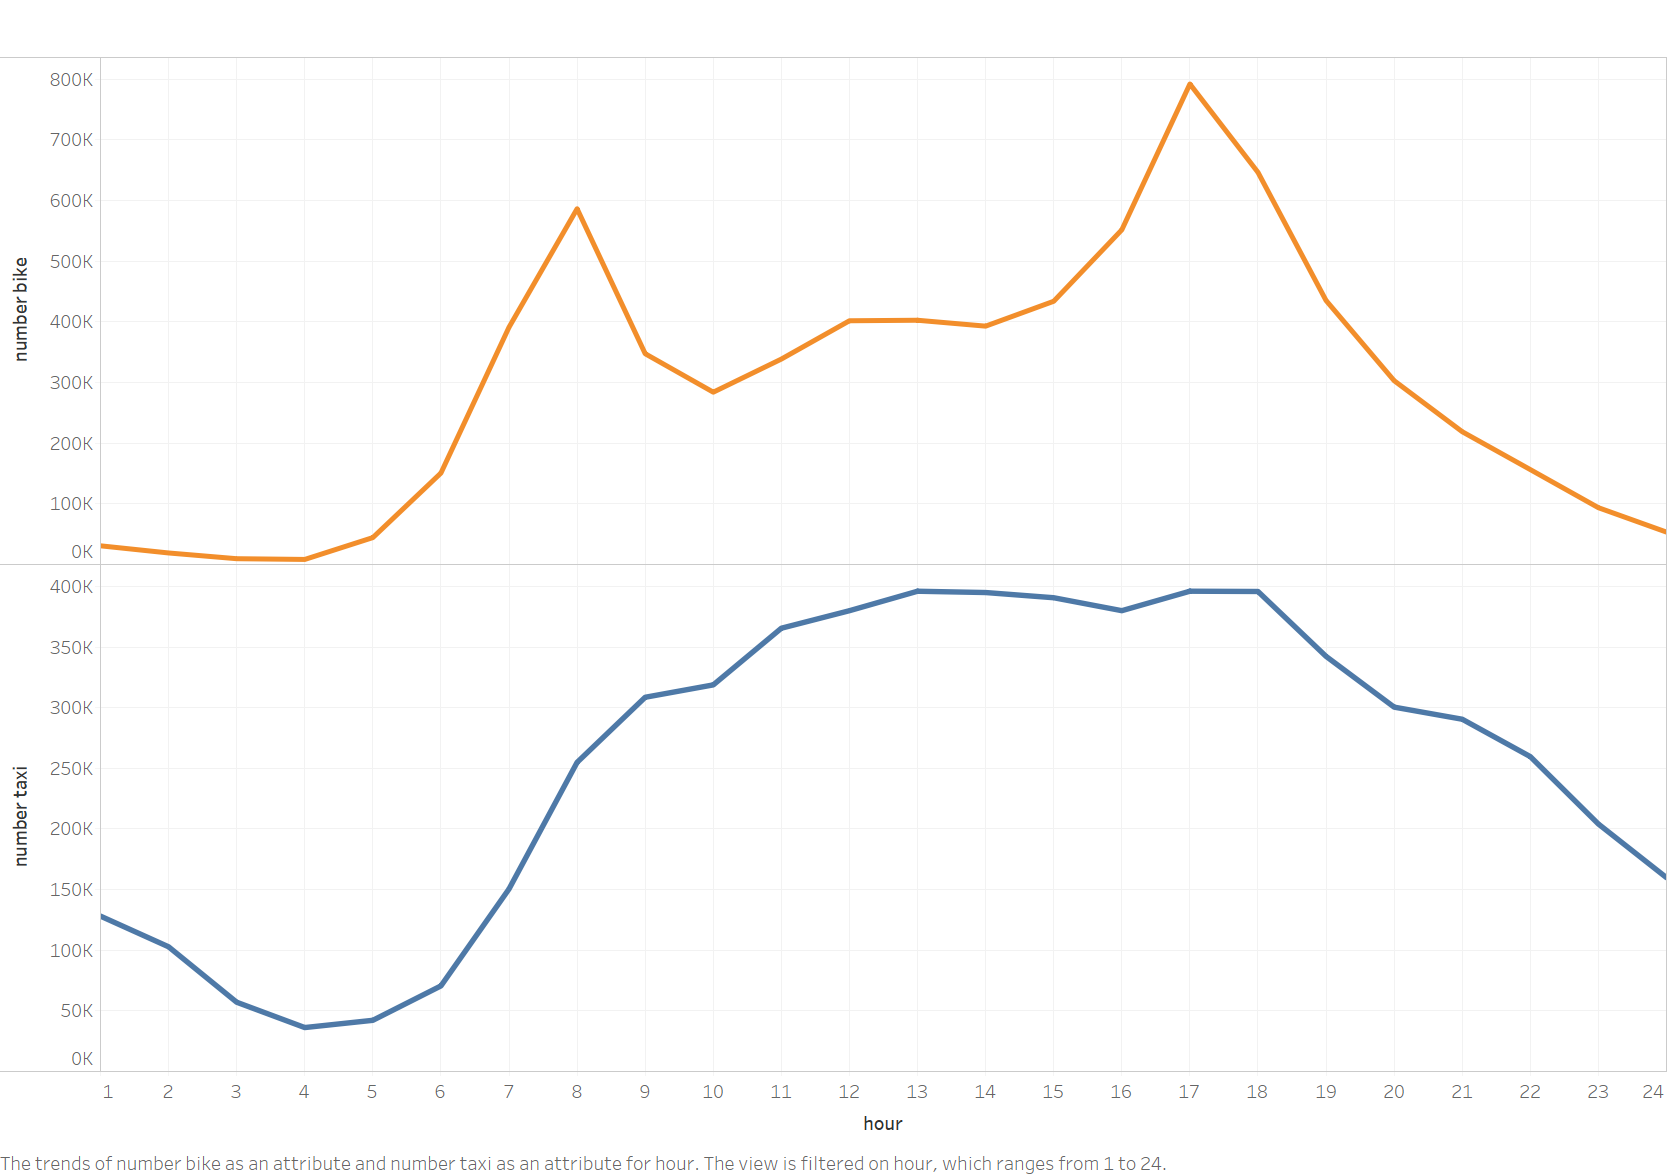 800K
700K
600K
500K
400K
300K
200K
100K
0K
number bike
400K
350K
300K
250K
200K
150K
100K
50K
0K
number taxi
1 2 3 4 5 6 7 8 9 10 11 12 13 14 15 16 17 18 19 20 21 22 23 24
hour
The trends of number bike as an attribute and number taxi as an attribute for hour. The view is filtered on hour, which ranges from 1 to 24.